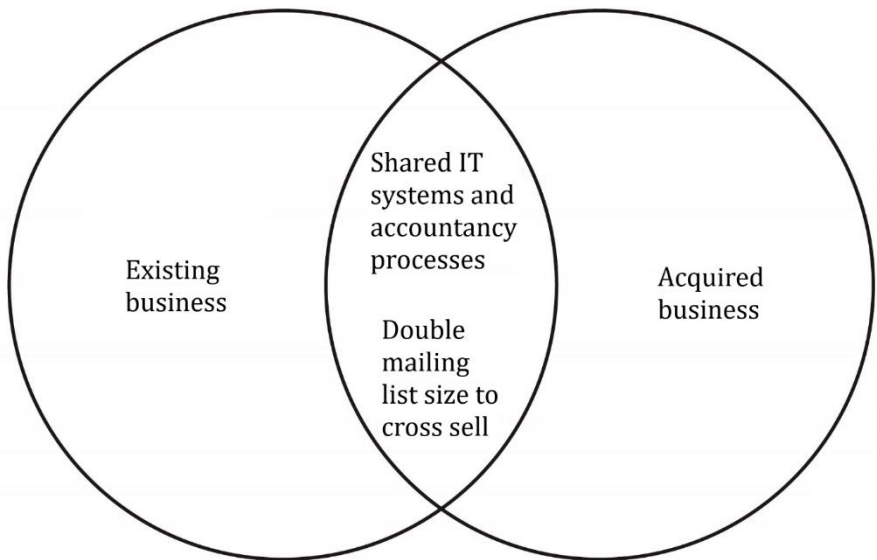 Existing
business
Shared IT
systems and
accountancy
processes
Double
mailing
list size to
cross sell
Acquired
business